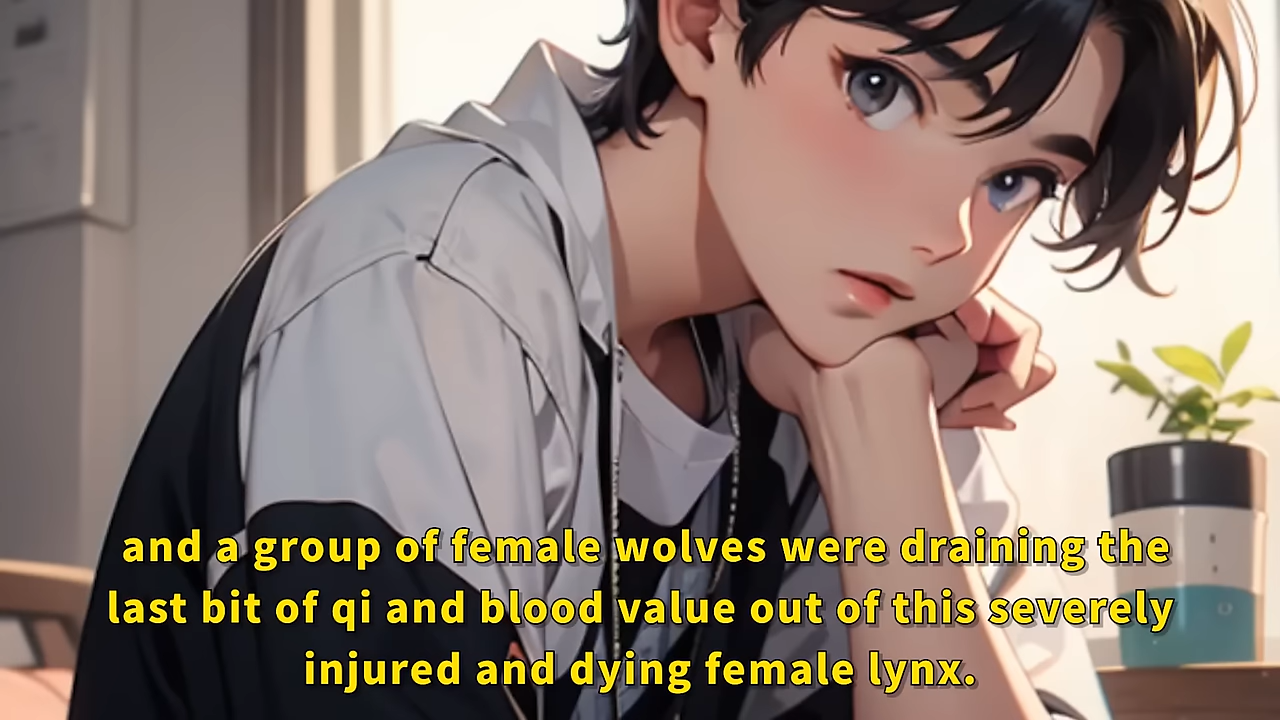 and a group of female wolves were draining the
last bit of qi and blood value out of this severely
injured and dying female lynx.